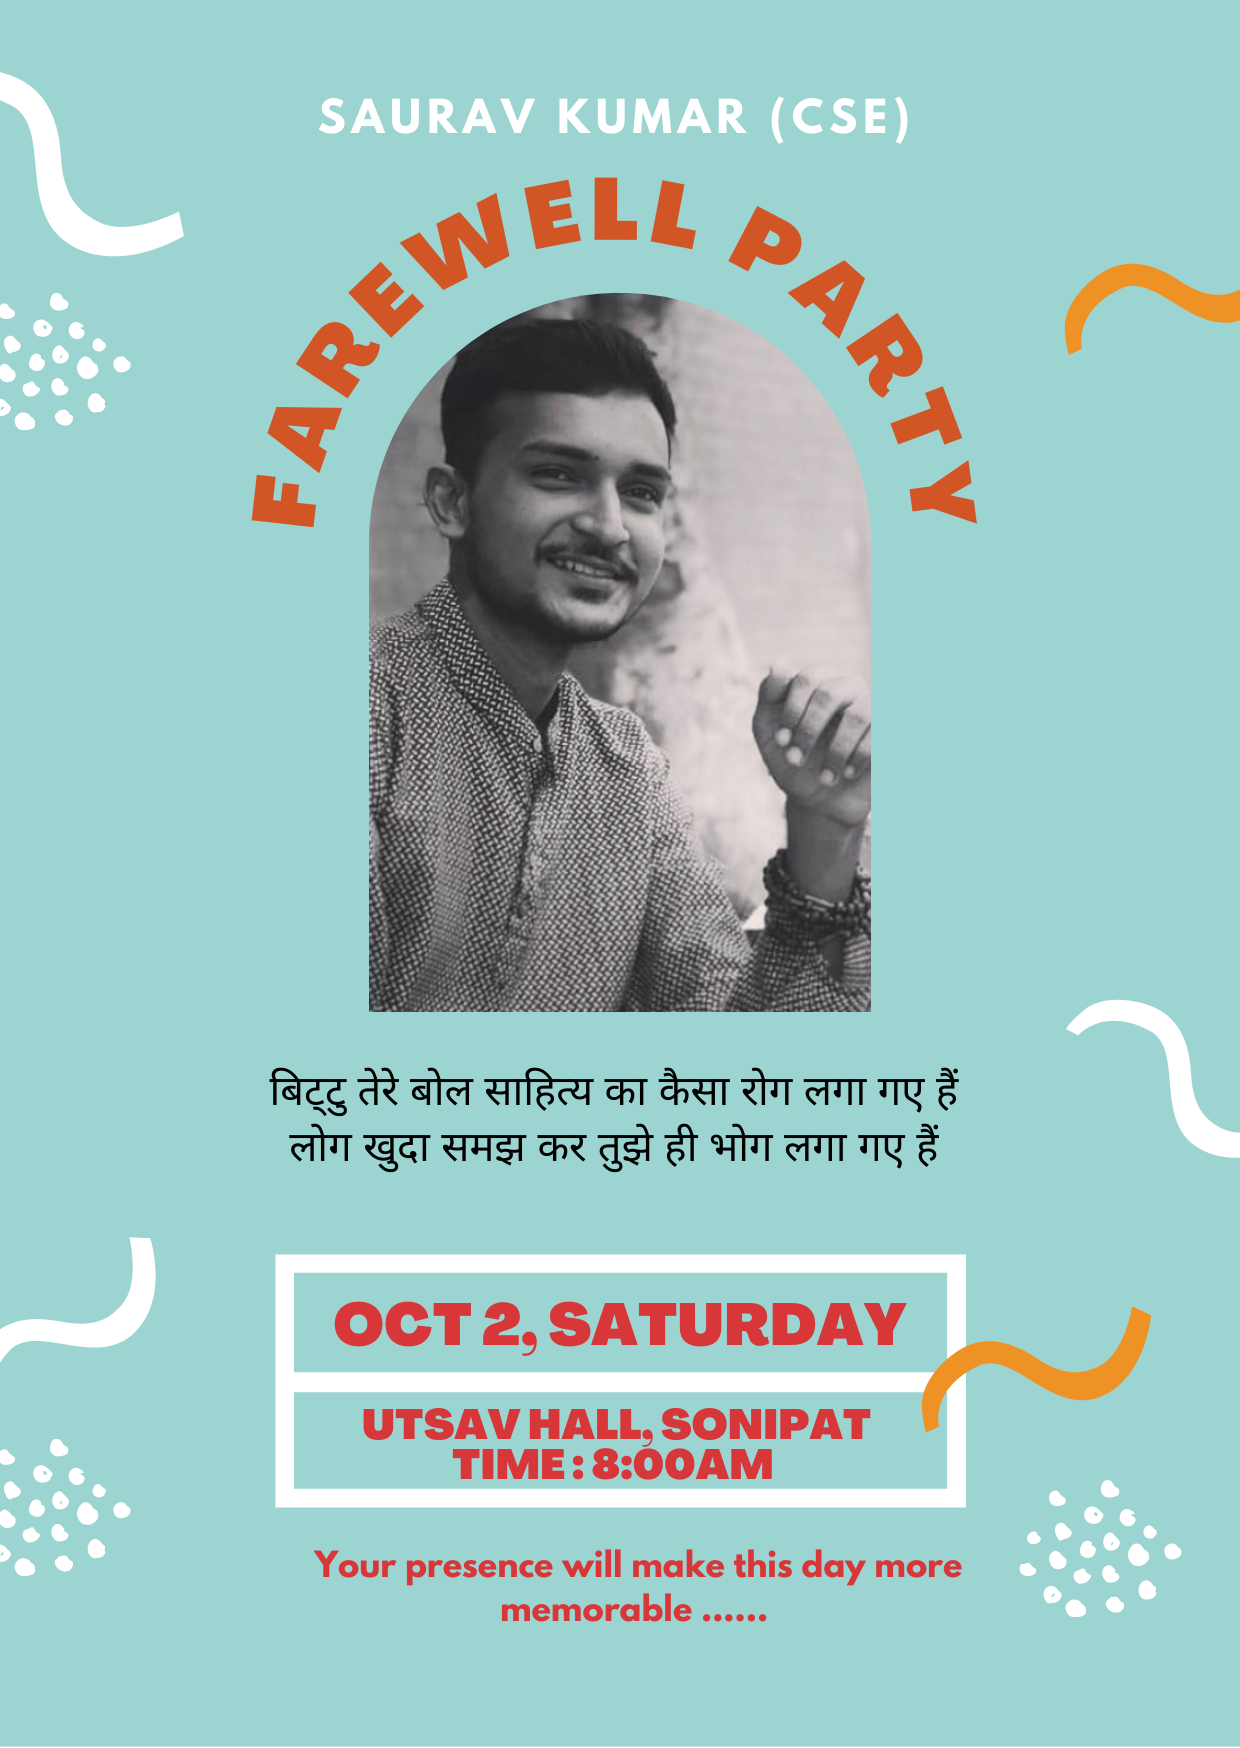 SAURAV KUMAR (CSE)
FAREWELL PARTY
बिट्टु तेरे बोल साहित्य का कैसा रोग लगा गए हैं
लोग खुदा समझ कर तुझे ही भोग लगा गए हैं
OCT 2, SATURDAY
UTSAV HALL, SONIPAT
TIME : 8:00AM
Your presence will make this day more
memorable ......